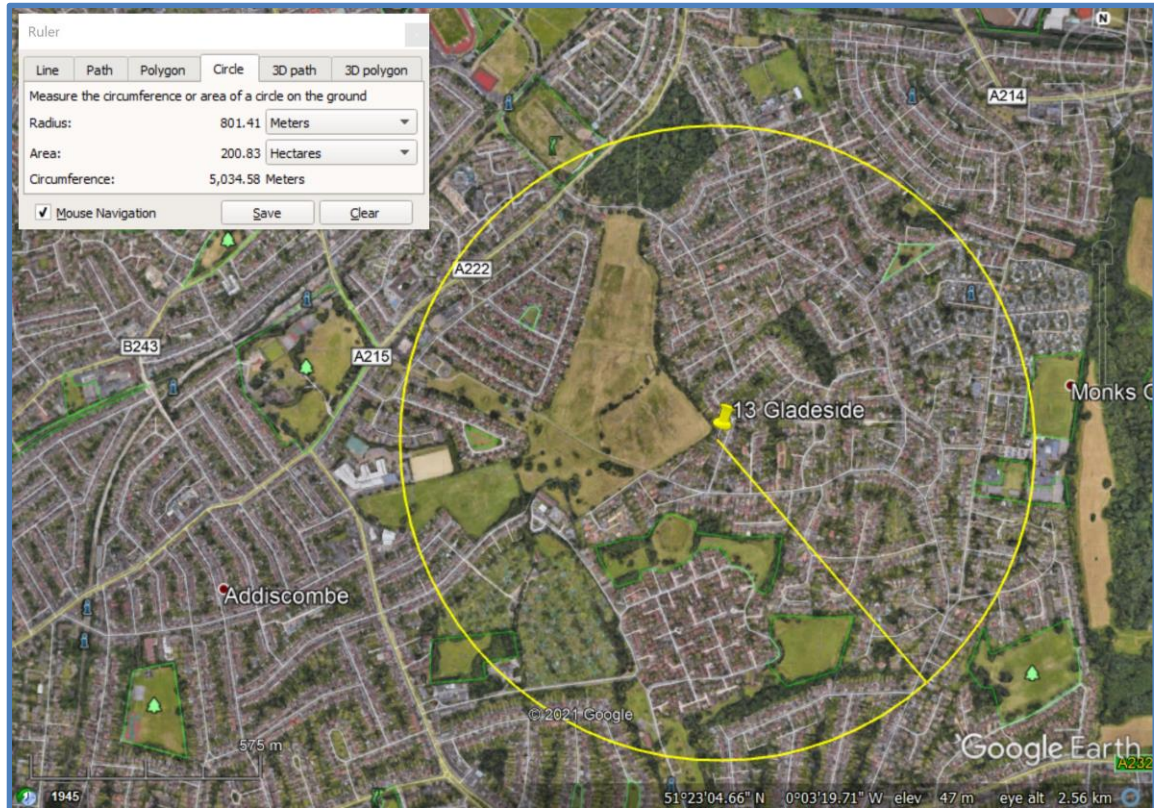 Ruler
Line Path Polygon Circle 3D path 3D polygon
Measure the circumference or area of a circle on the ground
Radius: 801.41 Meters
Area: 200.83 Hectares
Circumference: 5,034.58 Meters
Mouse Navigation Save Clear
N
A214
A222
B243
A215
Monks O
13 Gladeside
Addiscombe
© 2021 Google
575 m
Google Earth
A232
1945
51°23'04.66" N 0°03'19.71" W elev 47 m eye alt 2.56 km